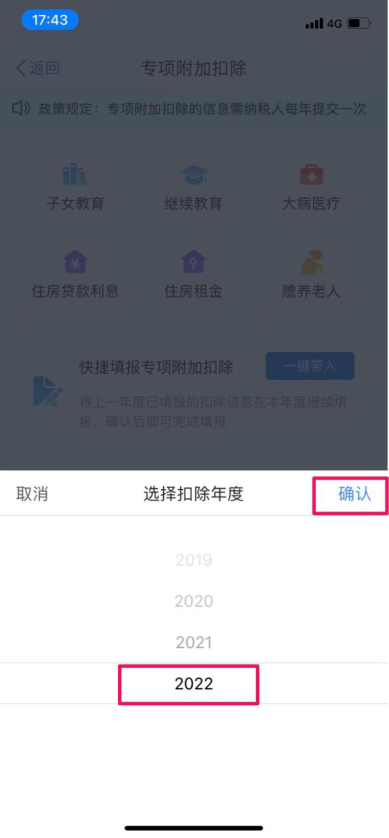 17:43
4G
返回
专项附加扣除
政策规定：专项附加扣除的信息需纳税人每年提交一次
子女教育
继续教育
大病医疗
住房贷款利息
住房租金
赡养老人
快捷填报专项附加扣除
一键带入
将上一年度已填报的扣除信息在本年度继续填
报，确认后即可完成填报
取消
选择扣除年度
确认
2019
2020
2021
2022